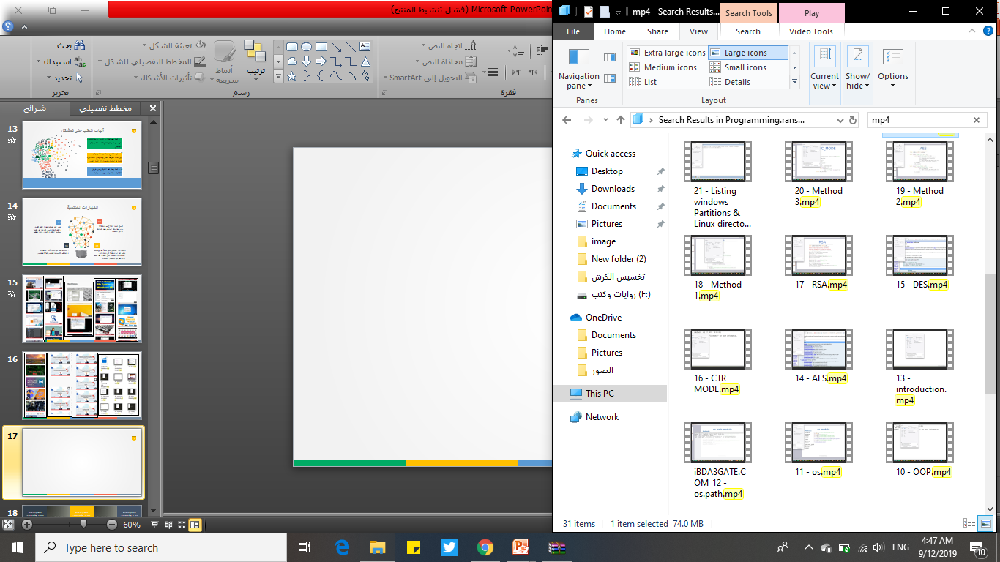 Microsoft PowerPoint (فشل تنشيط المنتج)
بحث
استبدال
تحديد
تحرير
تعبئة الشكل
المخطط التفصيلي للشكل
تأثيرات الأشكال
أنماط سريعة
ترتيب
رسم
اتجاه النص
محاذاة النص
التحويل إلى SmartArt
فقرة
شرائح
مخطط تفصيلي
13
14
المهارات المكتسبة
15
16
17
18
60%
mp4 - Search Results...
Search Tools
Play
File
Home
Share
View
Search
Video Tools
Navigation pane
Panes
Extra large icons
Large icons
Medium icons
Small icons
List
Details
Layout
Current view
Show/hide
Options
Search Results in Programming.rans...
mp4
Quick access
Desktop
Downloads
Documents
Pictures
image
New folder (2)
تخسيس الكرش
روايات وكتب (F:)
OneDrive
Documents
Pictures
الصور
This PC
Network
21 - Listing windows Partitions & Linux directo...
20 - Method 3.mp4
19 - Method 2.mp4
18 - Method 1.mp4
17 - RSA.mp4
15 - DES.mp4
16 - CTR MODE.mp4
14 - AES.mp4
13 - introduction.mp4
iBDA3GATE.COM_12 - os.path.mp4
11 - os.mp4
10 - OOP.mp4
AES
RSA
31 items
1 item selected 74.0 MB
Type here to search
ENG
4:47 AM
9/12/2019
10